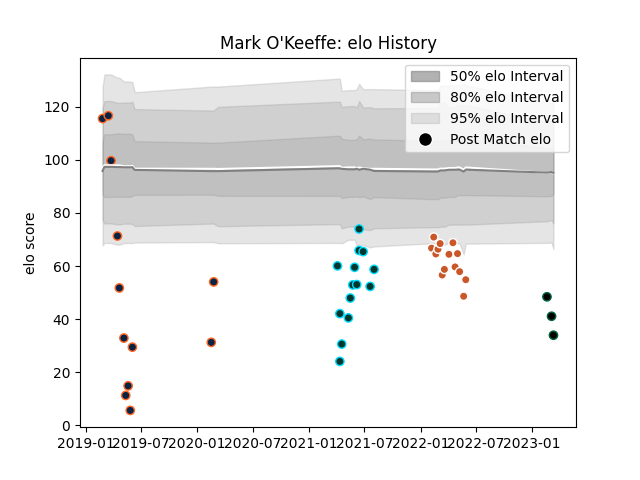 Mark O'Keeffe: elo History
50% elo Interval
80% elo Interval
95% elo Interval
Post Match elo
elo score
120
100
80
60
40
20
0
2019-01 2019-07 2020-01 2020-07 2021-01 2021-07 2022-01 2022-07 2023-01